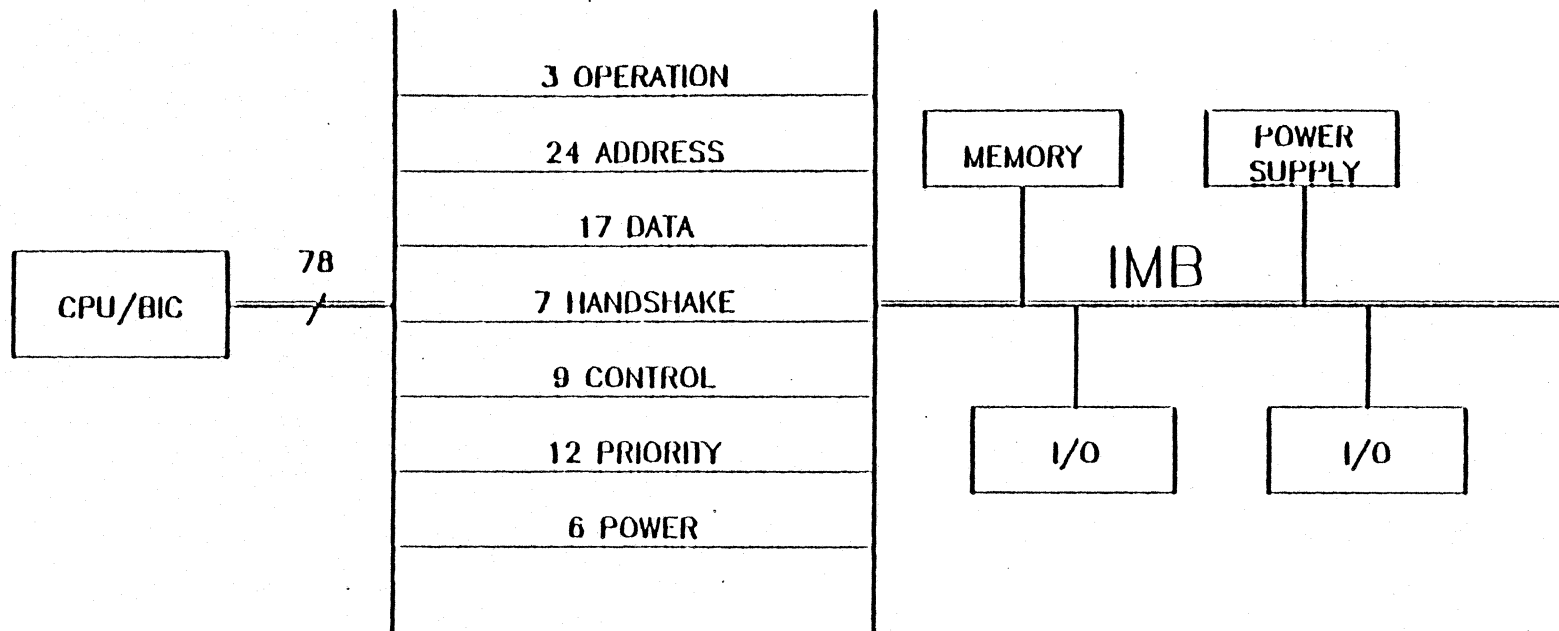 3 OPERATION
24 ADDRESS
17 DATA
7 HANDSHAKE
9 CONTROL
12 PRIORITY
6 POWER
CPU/BIC
78
MEMORY
POWER
SUPPLY
IMB
I/O
I/O